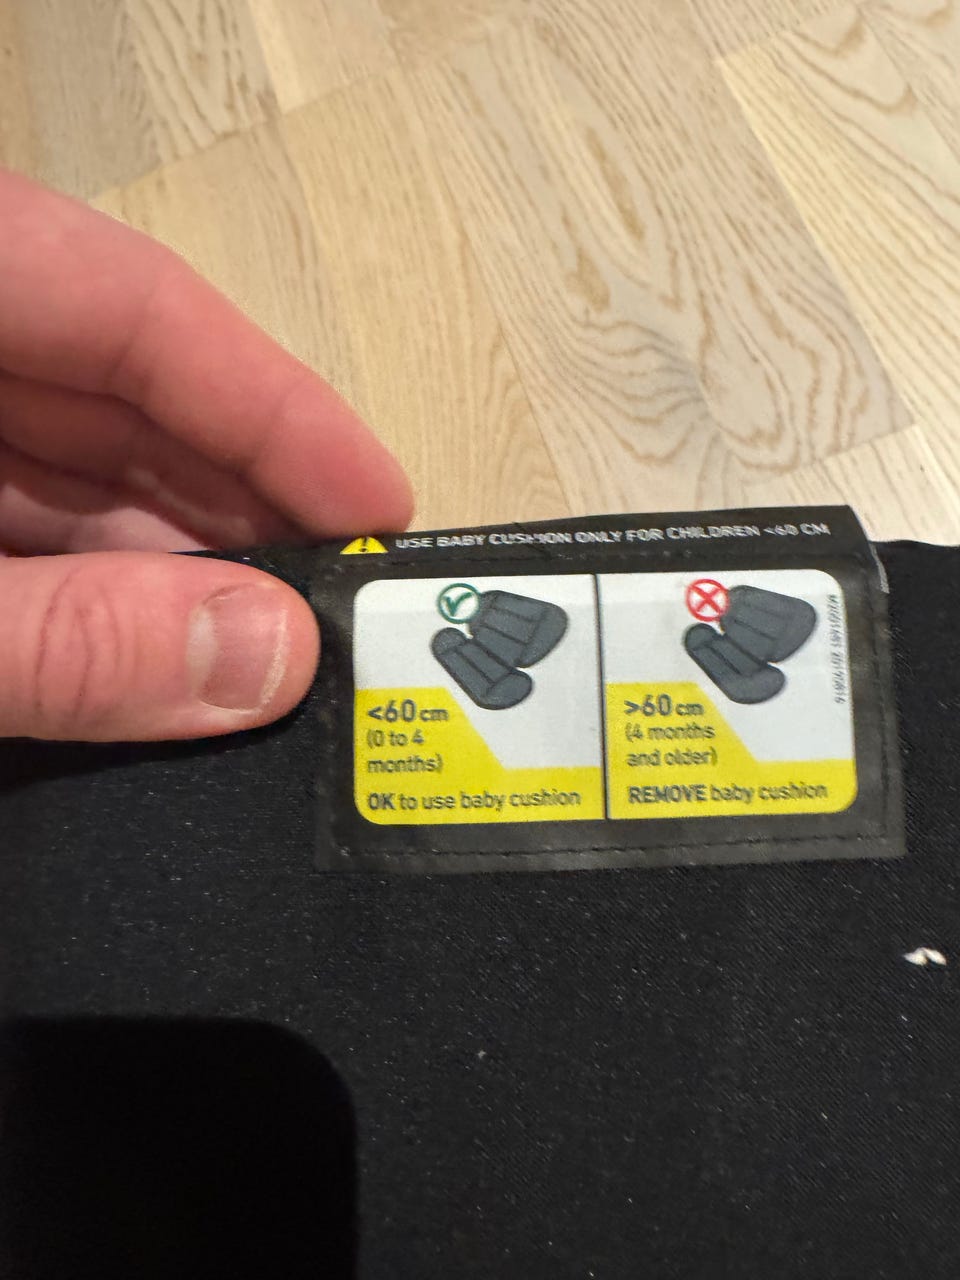 USE BABY CUSHION ONLY FOR CHILDREN <60 CM
<60 cm
(0 to 4
months)
OK to use baby cushion
>60 cm
(4 months
and older)
REMOVE baby cushion